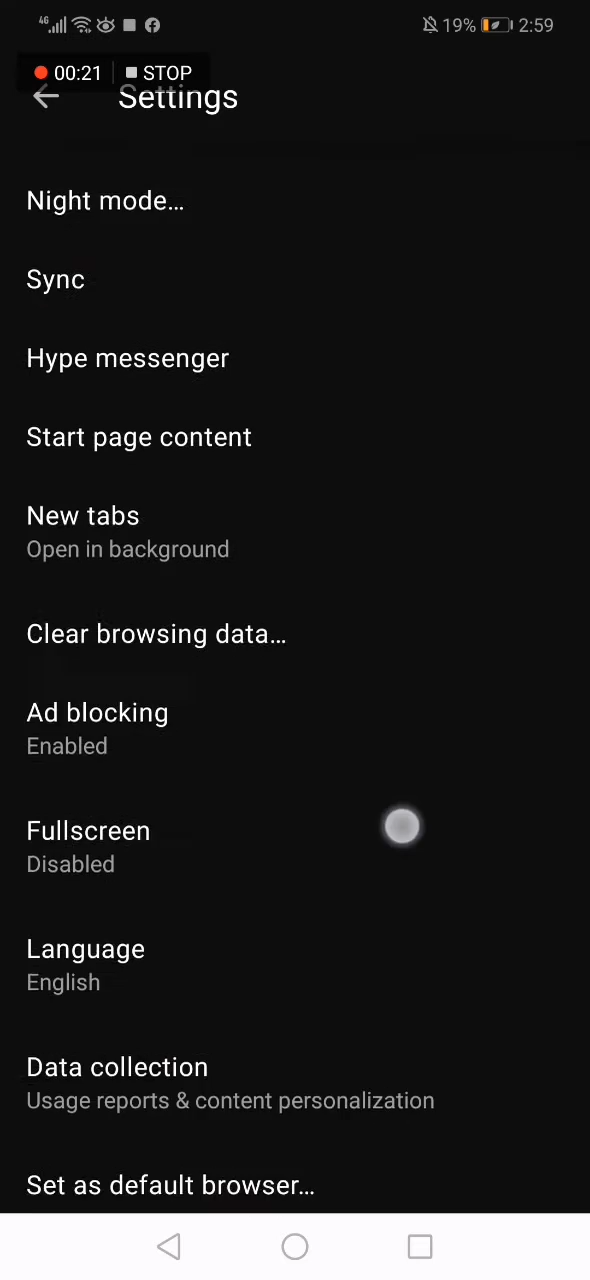 4G 19% 2:59
00:21 STOP
Settings
Night mode...
Sync
Hype messenger
Start page content
New tabs
Open in background
Clear browsing data...
Ad blocking
Enabled
Fullscreen
Disabled
Language
English
Data collection
Usage reports & content personalization
Set as default browser...